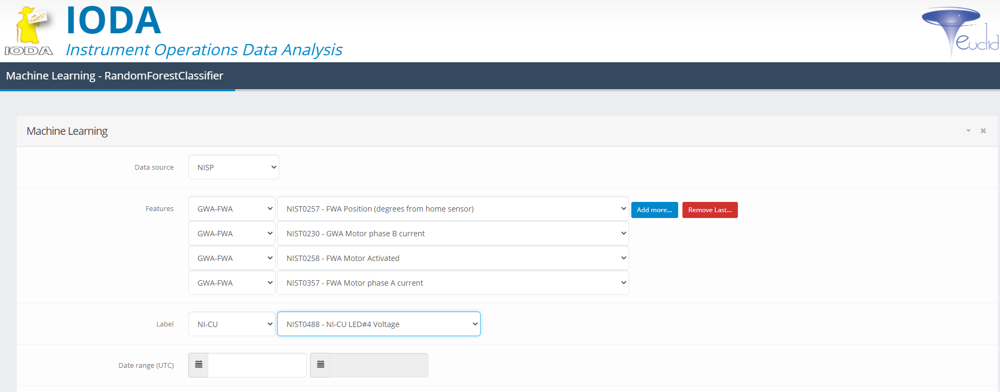 IODA
IODA
Instrument Operations Data Analysis
Euclid
Machine Learning - RandomForestClassifier
Machine Learning
Data source NISP
Features GWA-FWA NIST0257 - FWA Position (degrees from home sensor) Add more... Remove Last...
GWA-FWA NIST0230 - GWA Motor phase B current
GWA-FWA NIST0258 - FWA Motor Activated
GWA-FWA NIST0357 - FWA Motor phase A current
Label NI-CU NIST0488 - NI-CU LED#4 Voltage
Date range (UTC)